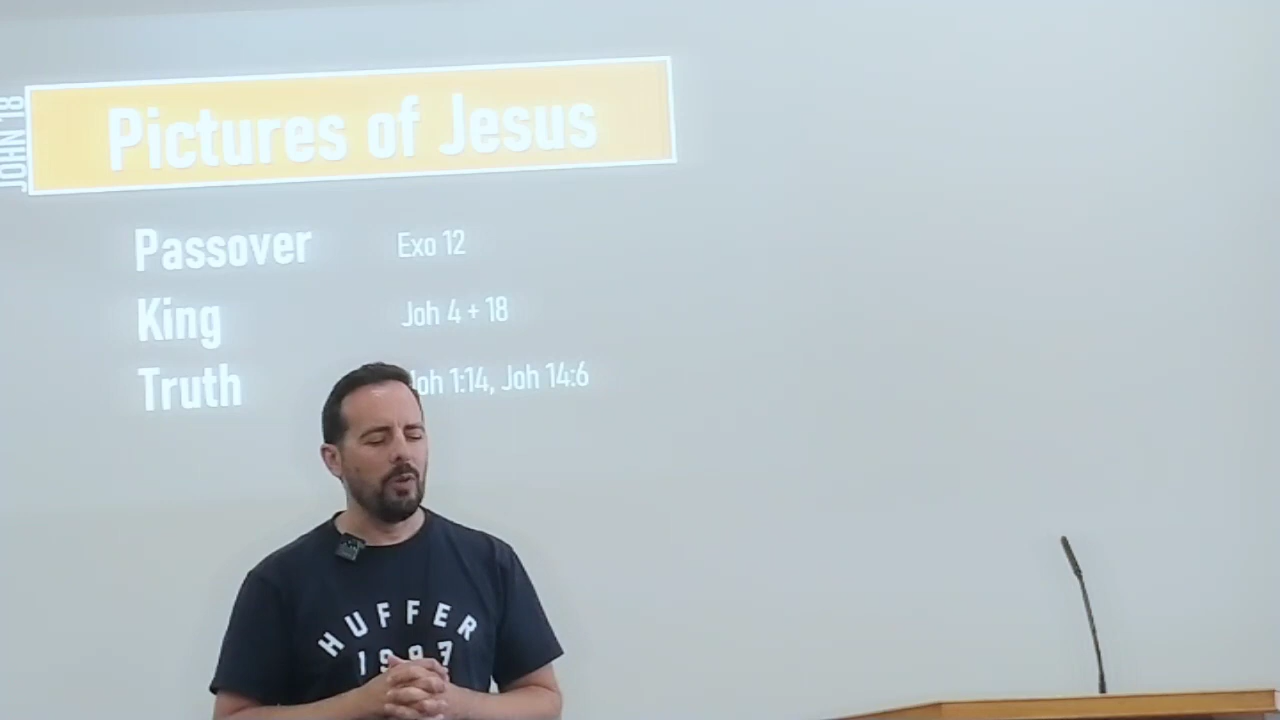 JOHN 18
Pictures of Jesus
Passover Exo 12
King Joh 4 + 18
Truth Joh 1:14, Joh 14:6
HUFFER